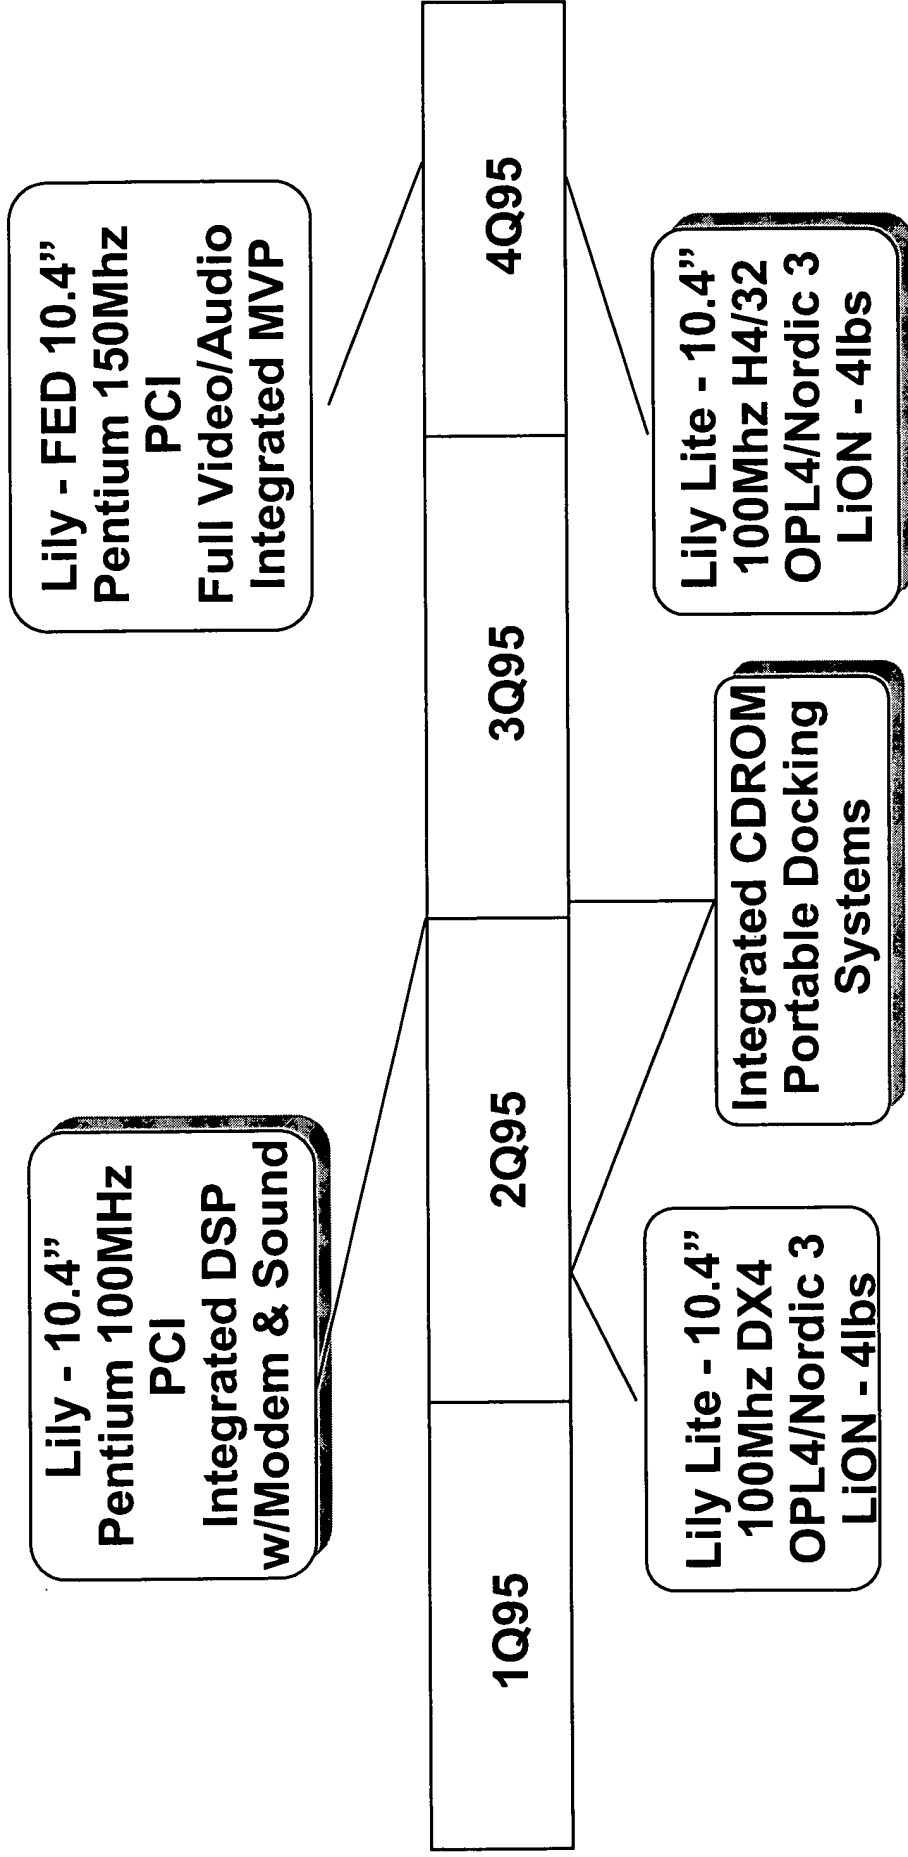 Lily - 10.4”
Pentium 100MHz
PCI
Integrated DSP
w/Modem & Sound
Lily - FED 10.4”
Pentium 150Mhz
PCI
Full Video/Audio
Integrated MVP
1Q95
2Q95
3Q95
4Q95
Lily Lite - 10.4”
100Mhz DX4
OPL4/Nordic 3
LiON - 4lbs
Integrated CDROM
Portable Docking
Systems
Lily Lite - 10.4”
100Mhz H4/32
OPL4/Nordic 3
LiON - 4lbs